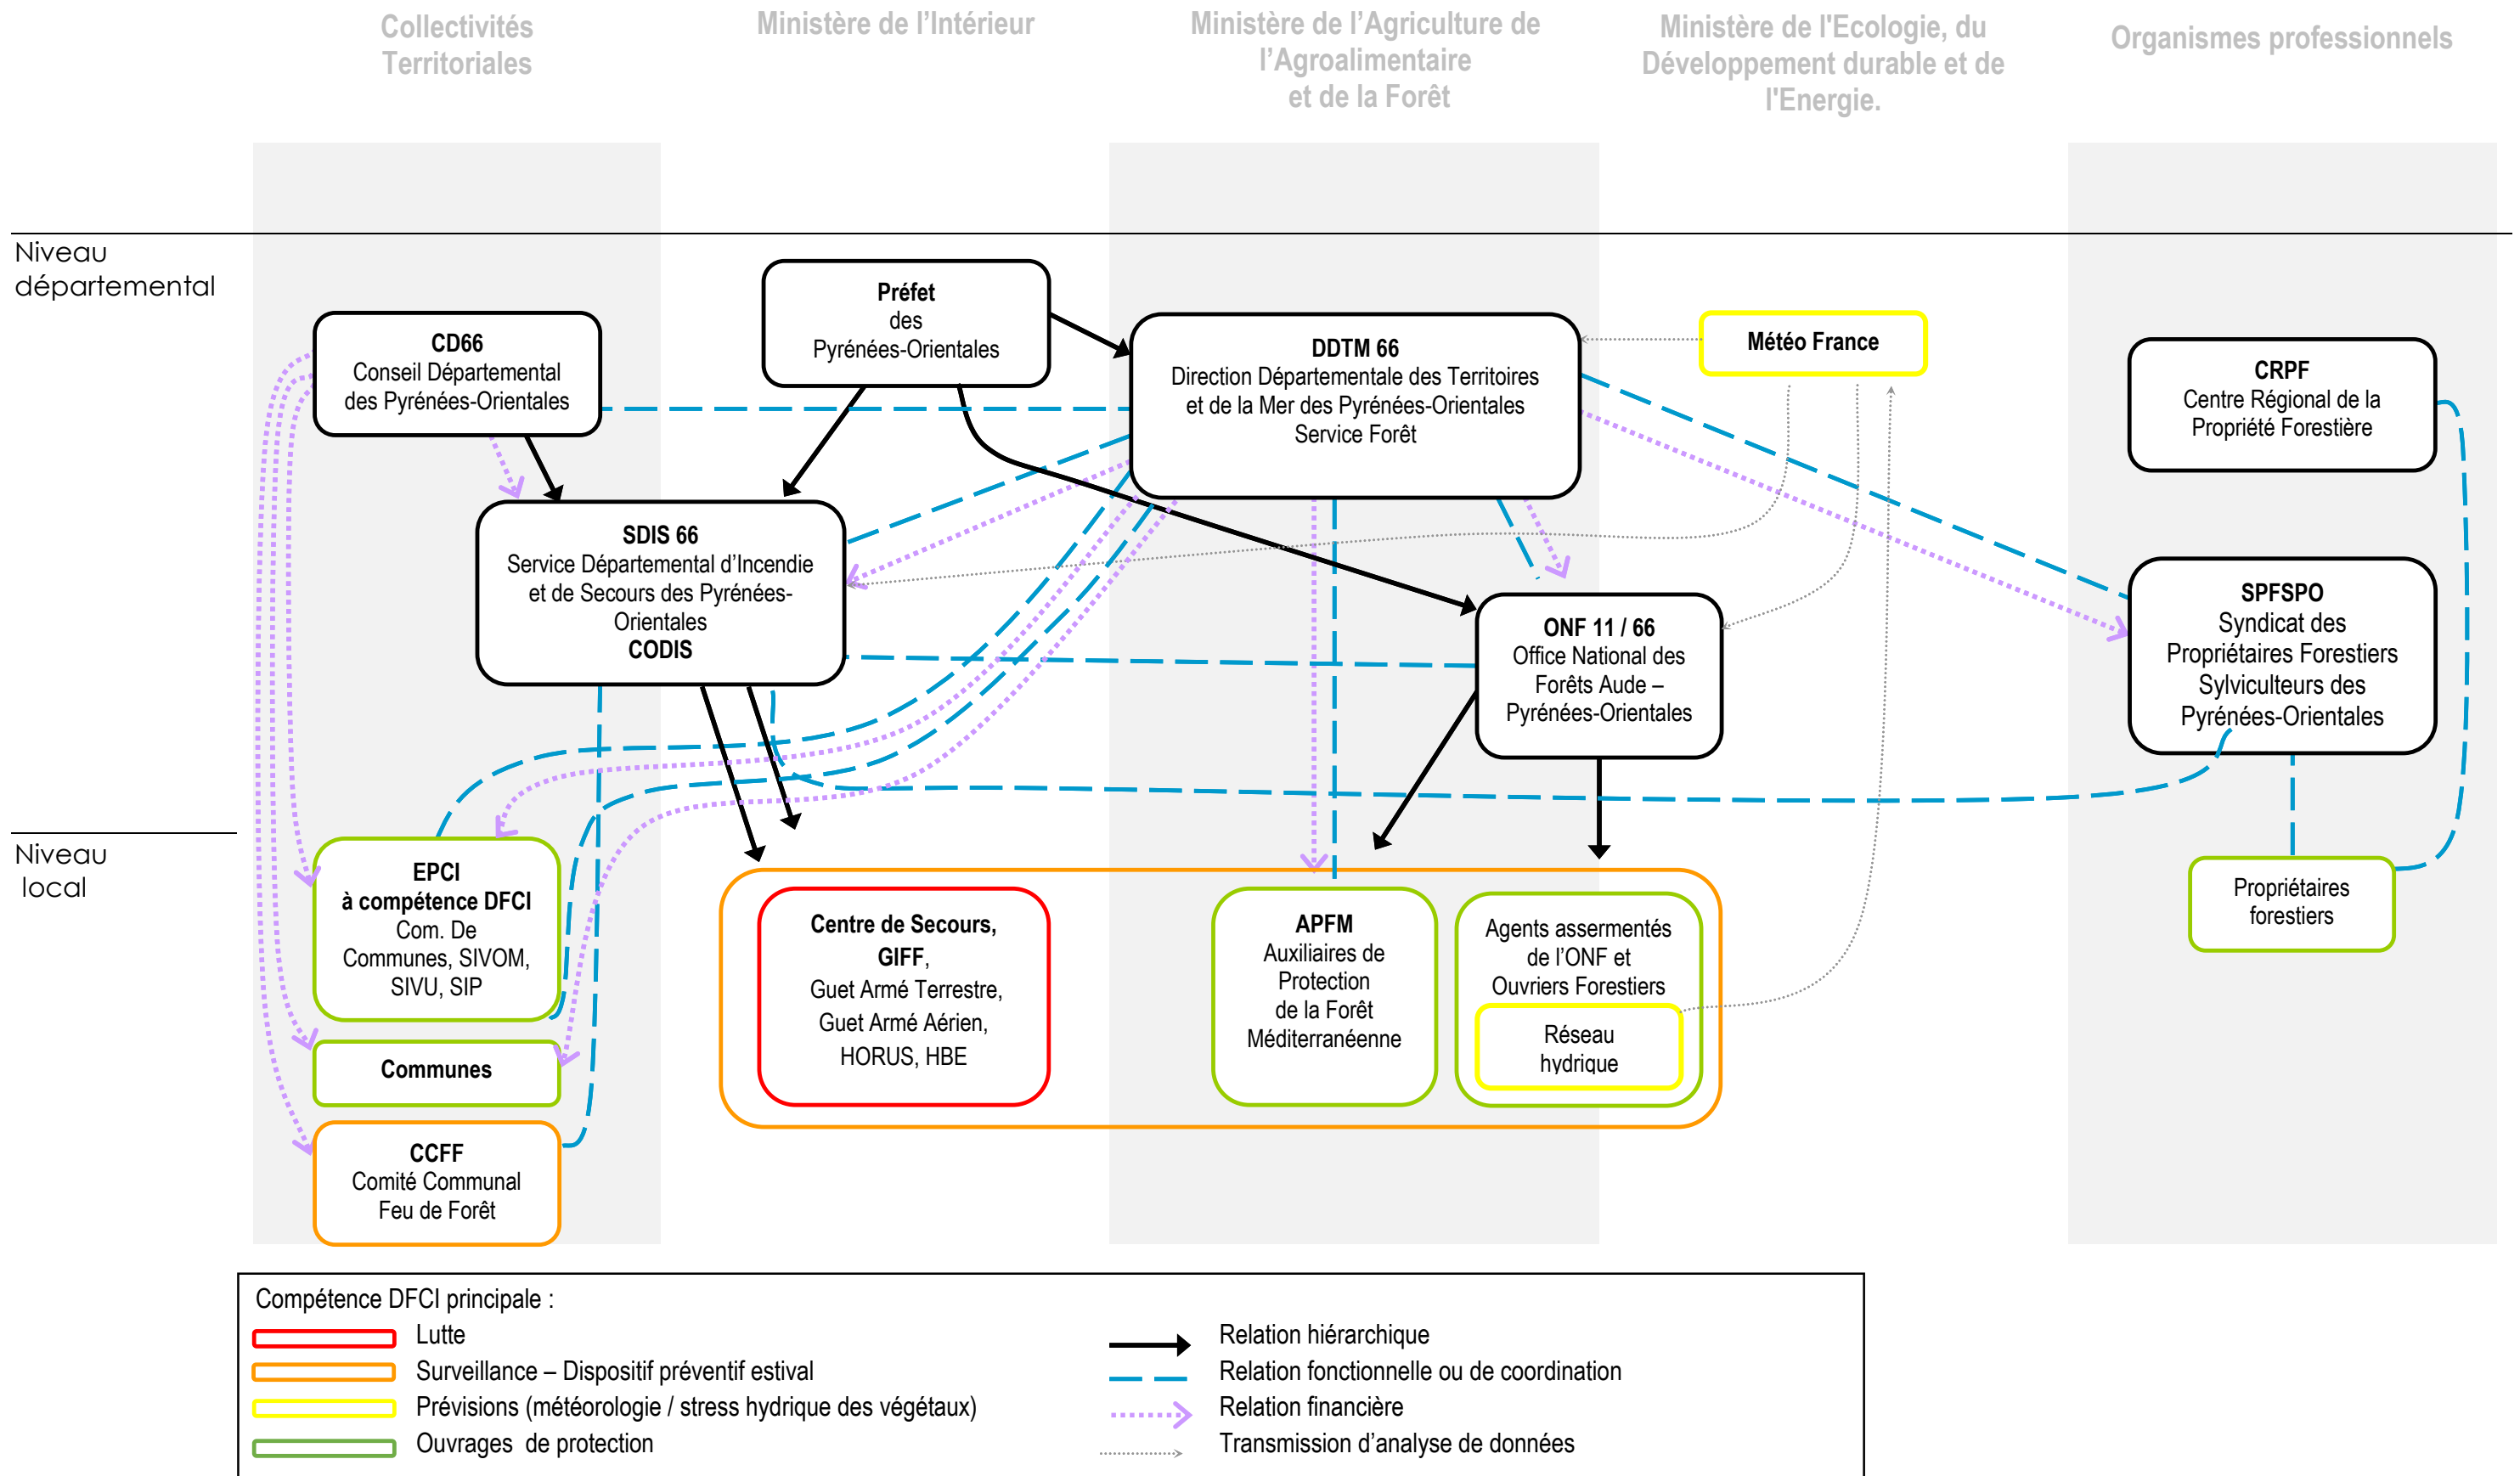 Collectivités
Territoriales
Ministère de l’Intérieur
Ministère de l’Agriculture de
l’Agroalimentaire
et de la Forêt
Ministère de l'Ecologie, du
Développement durable et de
l'Energie.
Organismes professionnels
Niveau
départemental
CD66
Conseil Départemental
des Pyrénées-Orientales
Préfet
des
Pyrénées-Orientales
DDTM 66
Direction Départementale des Territoires
et de la Mer des Pyrénées-Orientales
Service Forêt
Météo France
CRPF
Centre Régional de la
Propriété Forestière
SDIS 66
Service Départemental d’Incendie
et de Secours des Pyrénées-
Orientales
CODIS
ONF 11 / 66
Office National des
Forêts Aude –
Pyrénées-Orientales
SPFSPO
Syndicat des
Propriétaires Forestiers
Sylviculteurs des
Pyrénées-Orientales
Niveau
local
EPCI
à compétence DFCI
Com. De
Communes, SIVOM,
SIVU, SIP
Communes
CCFF
Comité Communal
Feu de Forêt
Centre de Secours,
GIFF,
Guet Armé Terrestre,
Guet Armé Aérien,
HORUS, HBE
APFM
Auxiliaires de
Protection
de la Forêt
Méditerranéenne
Agents assermentés
de l’ONF et
Ouvriers Forestiers
Réseau
hydrique
Propriétaires
forestiers
Compétence DFCI principale :
Lutte
Surveillance – Dispositif préventif estival
Prévisions (météorologie / stress hydrique des végétaux)
Ouvrages de protection
Relation hiérarchique
Relation fonctionnelle ou de coordination
Relation financière
Transmission d’analyse de données